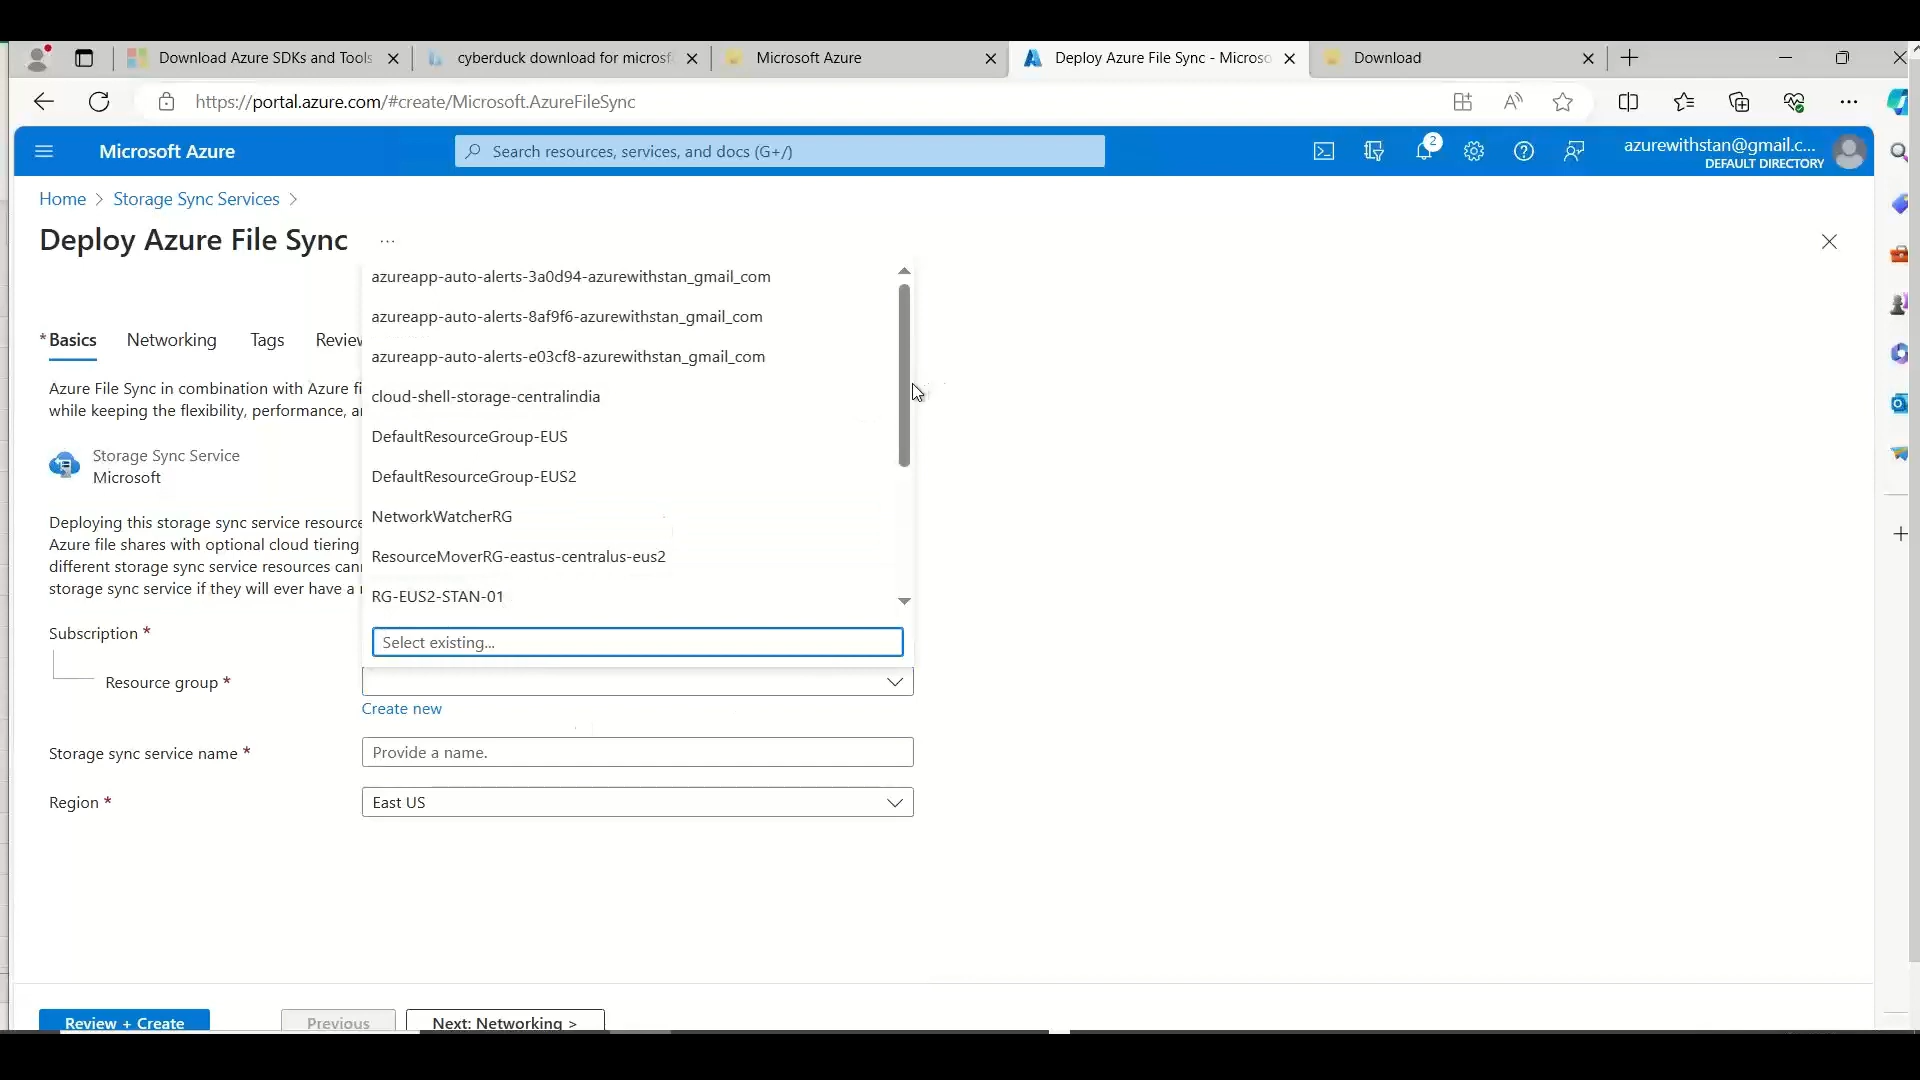 Download Azure SDKs and Tools
cyberduck download for microsf
Microsoft Azure
Deploy Azure File Sync - Microso
Download
https://portal.azure.com/#create/Microsoft.AzureFileSync
Microsoft Azure
Search resources, services, and docs (G+/)
2
azurewithstan@gmail.c...
DEFAULT DIRECTORY
Home > Storage Sync Services >
Deploy Azure File Sync ...
azureapp-auto-alerts-3a0d94-azurewithstan_gmail_com
azureapp-auto-alerts-8af9f6-azurewithstan_gmail_com
azureapp-auto-alerts-e03cf8-azurewithstan_gmail_com
cloud-shell-storage-centralindia
DefaultResourceGroup-EUS
DefaultResourceGroup-EUS2
NetworkWatcherRG
ResourceMoverRG-eastus-centralus-eus2
RG-EUS2-STAN-01
Select existing...
* Basics Networking Tags Review
Azure File Sync in combination with Azure fi
while keeping the flexibility, performance, a
Storage Sync Service
Microsoft
Deploying this storage sync service resource
Azure file shares with optional cloud tiering
different storage sync service resources can
storage sync service if they will ever have a
Subscription *
Resource group *
Create new
Storage sync service name *
Provide a name.
Region *
East US
Review + Create
Previous
Next: Networking >